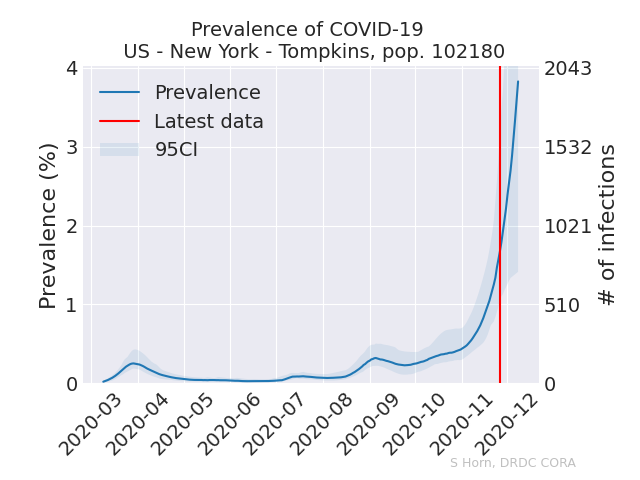 Prevalence of COVID-19
US - New York - Tompkins, pop. 102180
Prevalence
Latest data
95CI
Prevalence (%)
4
3
2
1
0
2043
1532
1021
510
0
# of infections
2020-03
2020-04
2020-05
2020-06
2020-07
2020-08
2020-09
2020-10
2020-11
2020-12
S Horn, DRDC CORA